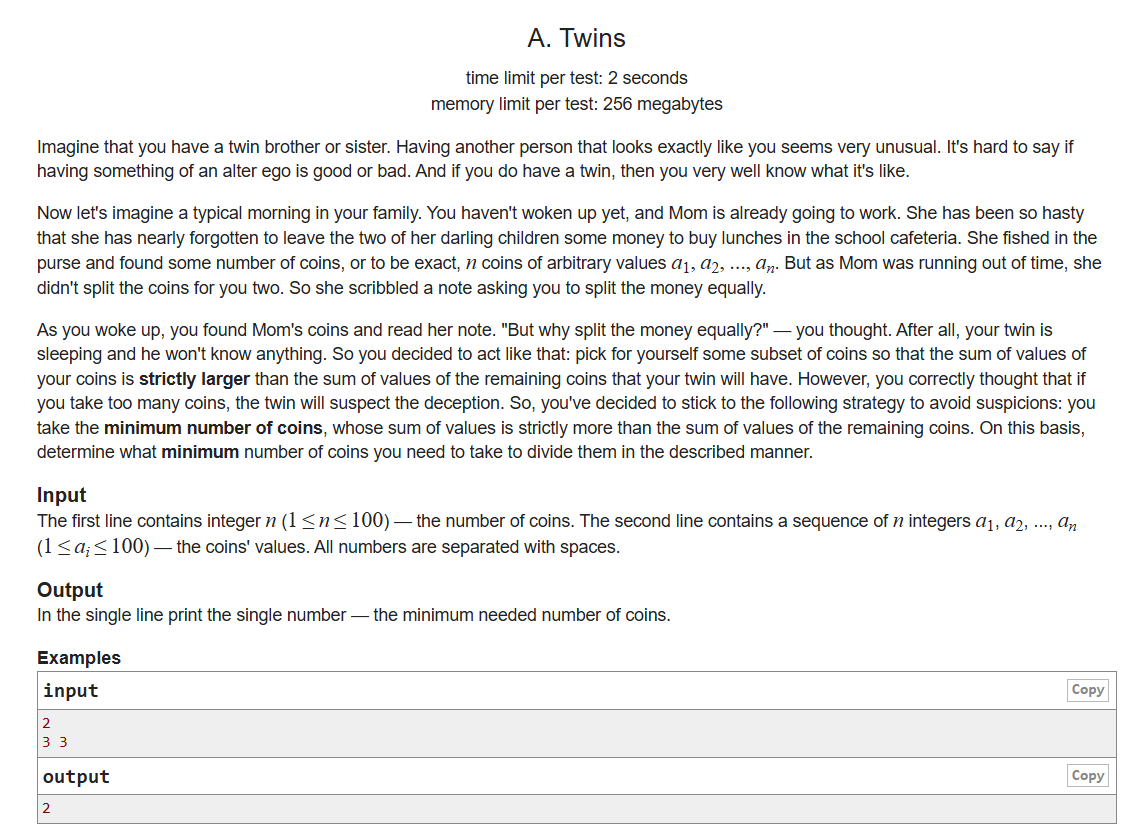 A. Twins
time limit per test: 2 seconds
memory limit per test: 256 megabytes
Imagine that you have a twin brother or sister. Having another person that looks exactly like you seems very unusual. It's hard to say if
having something of an alter ego is good or bad. And if you do have a twin, then you very well know what it's like.
Now let's imagine a typical morning in your family. You haven't woken up yet, and Mom is already going to work. She has been so hasty
that she has nearly forgotten to leave the two of her darling children some money to buy lunches in the school cafeteria. She fished in the
purse and found some number of coins, or to be exact, n coins of arbitrary values a1, a2, ..., an. But as Mom was running out of time, she
didn't split the coins for you two. So she scribbled a note asking you to split the money equally.
As you woke up, you found Mom's coins and read her note. "But why split the money equally?" — you thought. After all, your twin is
sleeping and he won't know anything. So you decided to act like that: pick for yourself some subset of coins so that the sum of values of
your coins is strictly larger than the sum of values of the remaining coins that your twin will have. However, you correctly thought that if
you take too many coins, the twin will suspect the deception. So, you've decided to stick to the following strategy to avoid suspicions: you
take the minimum number of coins, whose sum of values is strictly more than the sum of values of the remaining coins. On this basis,
determine what minimum number of coins you need to take to divide them in the described manner.
Input
The first line contains integer n (1 ≤ n ≤ 100) — the number of coins. The second line contains a sequence of n integers a1, a2, ..., an
(1 ≤ ai ≤ 100) — the coins' values. All numbers are separated with spaces.
Output
In the single line print the single number — the minimum needed number of coins.
Examples
input Copy
2
3 3
output Copy
2